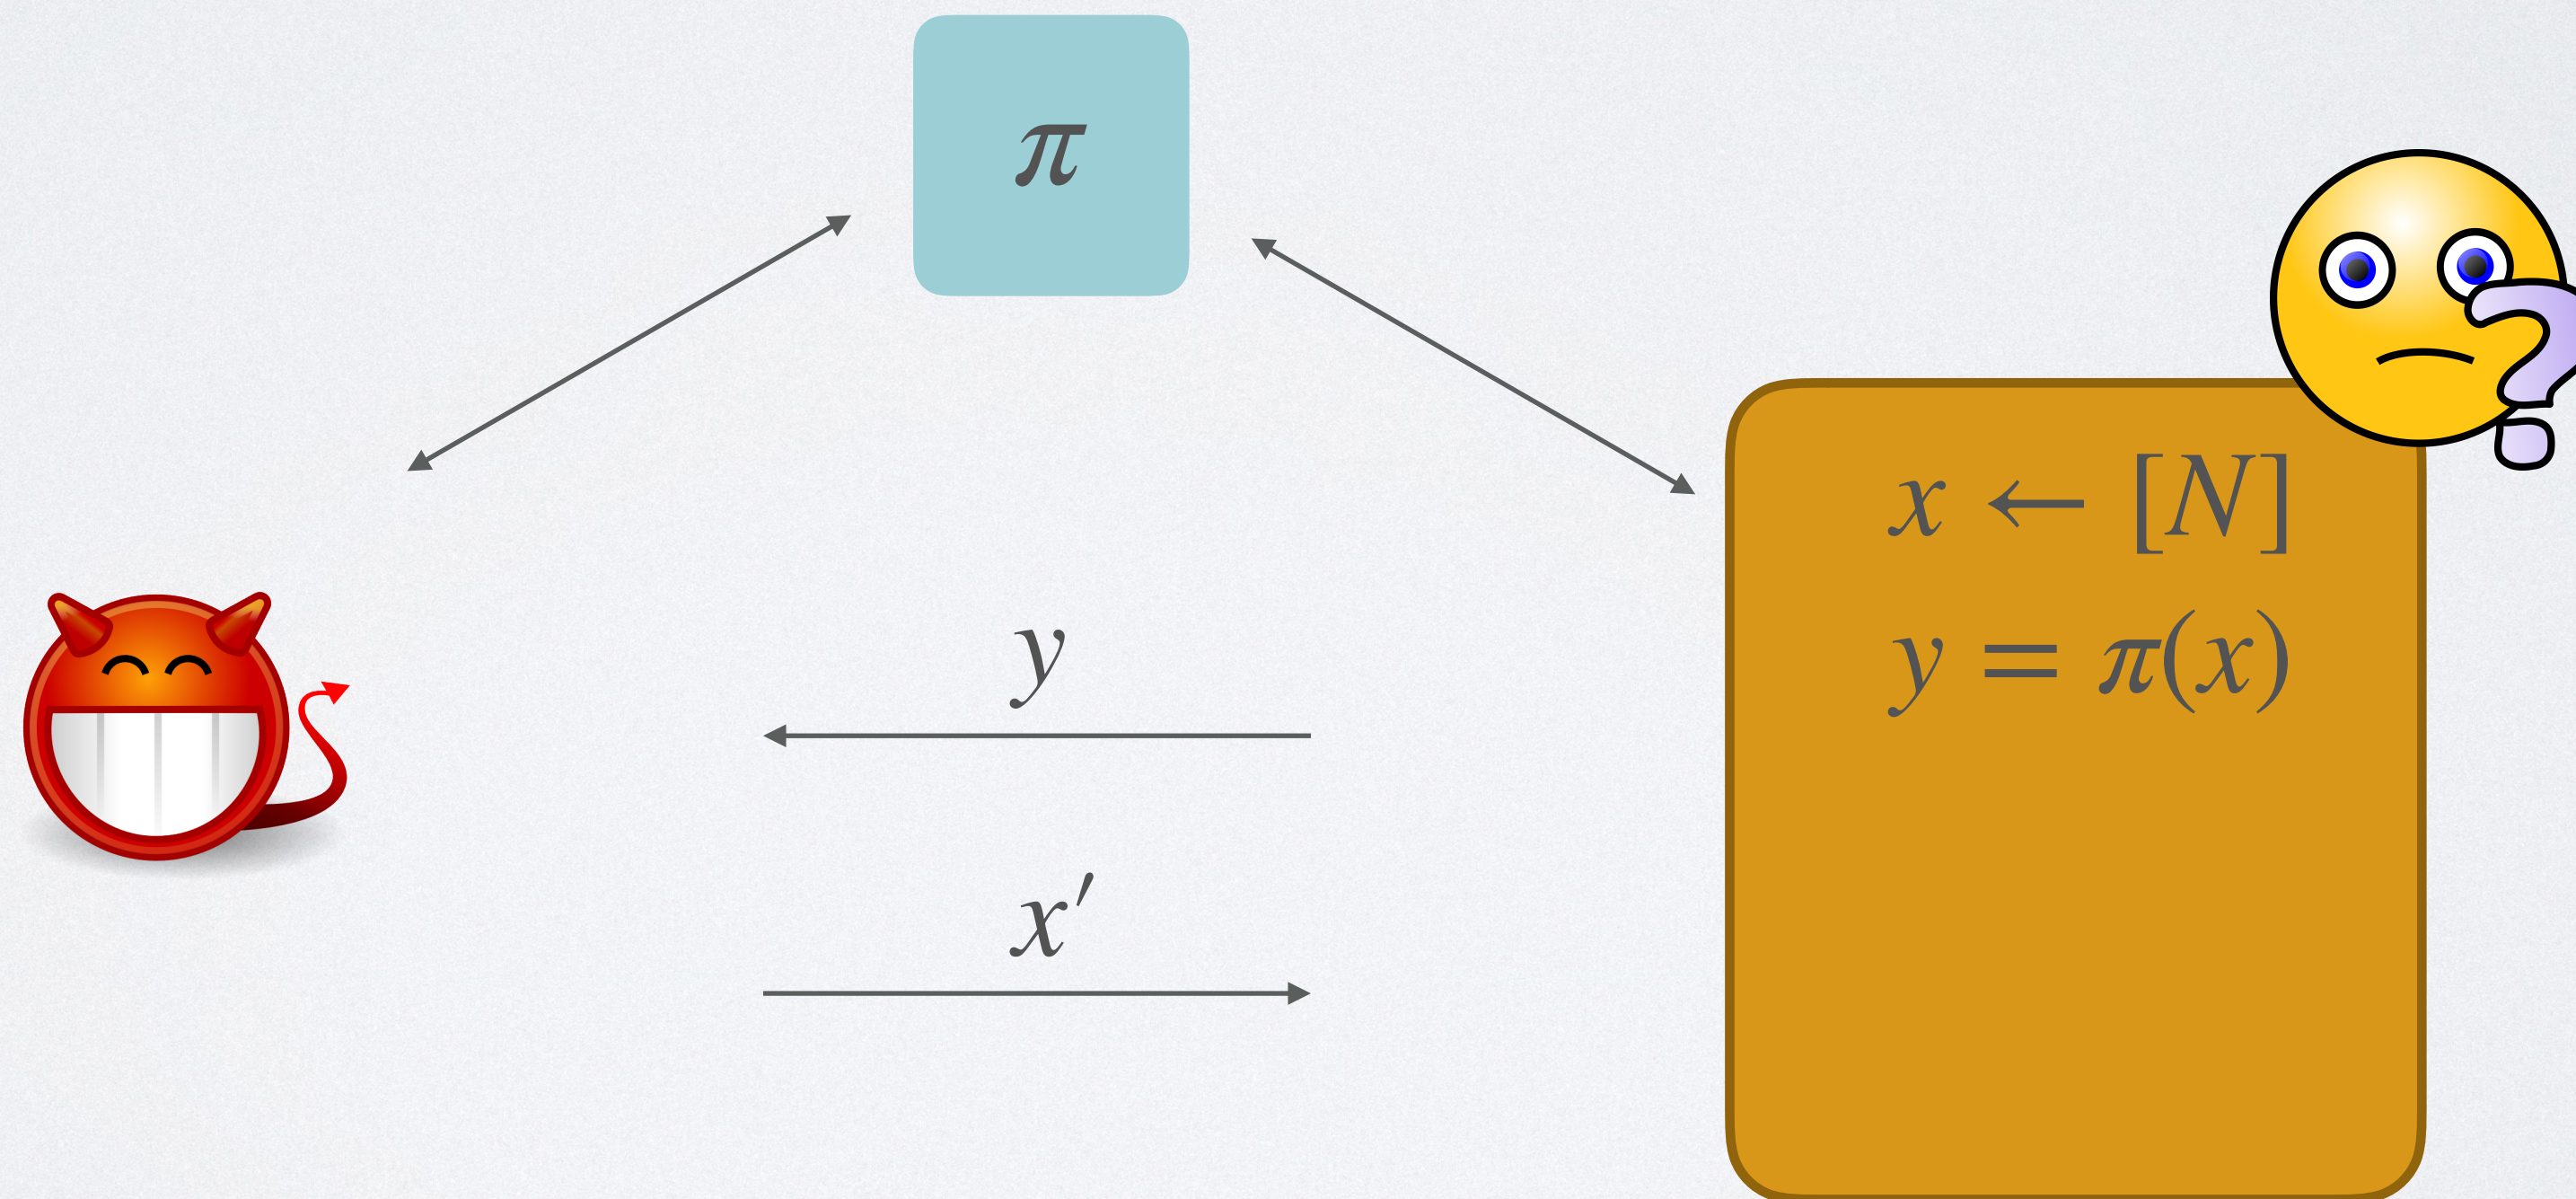 π
x ← [N]
y = π(x)
y
x′